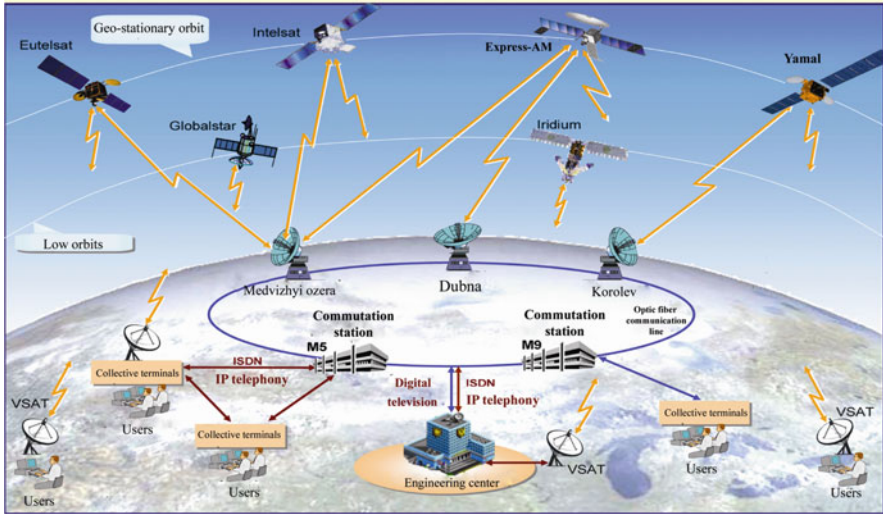 Geo-stationary orbit
Intelsat
Eutelsat
Express-AM
Yamal
Globalstar
Iridium
Low orbits
Medvizhyi ozera
Dubna
Korolev
Commutation
station
Commutation
station
Optic fiber
communication
line
M5
M9
ISDN
IP telephony
Collective terminals
Digital
television
ISDN
IP telephony
VSAT
Users
Collective terminals
Collective terminals
VSAT
Users
Users
Engineering center
VSAT
Users
Users